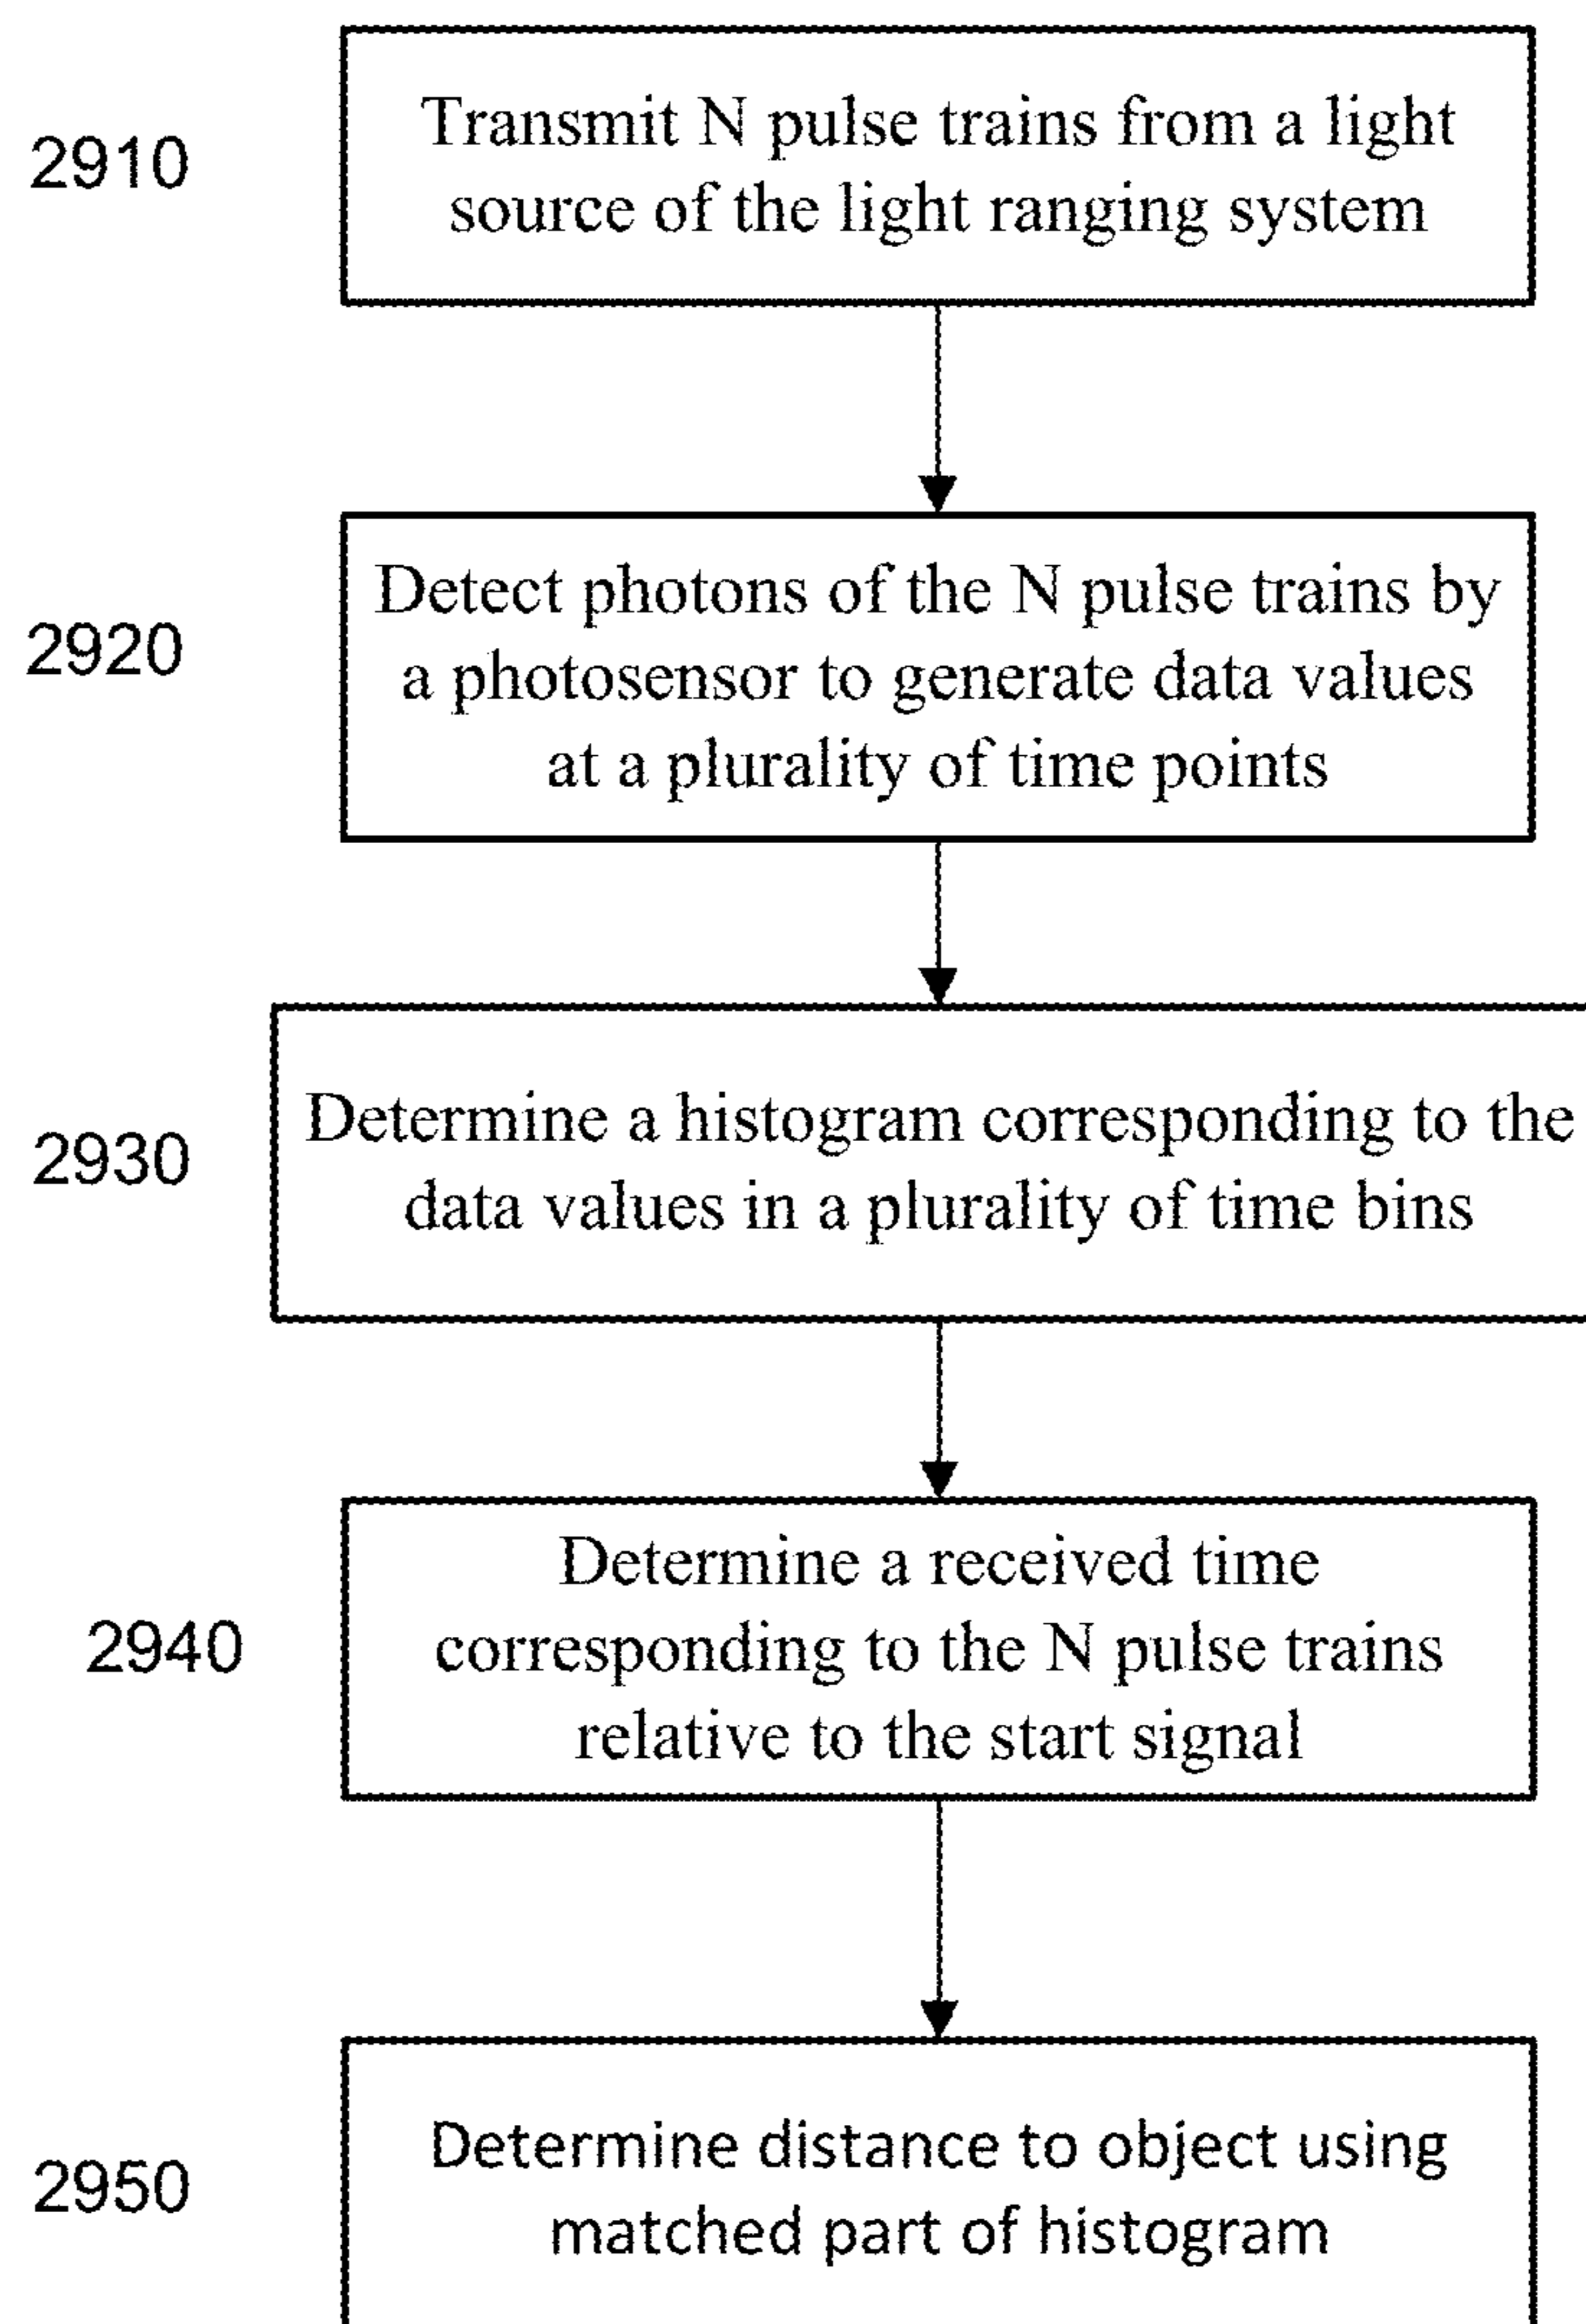 2910
Transmit N pulse trains from a light
source of the light ranging system
2920
Detect photons of the N pulse trains by
a photosensor to generate data values
at a plurality of time points
2930
Determine a histogram corresponding to the
data values in a plurality of time bins
2940
Determine a received time
corresponding to the N pulse trains
relative to the start signal
2950
Determine distance to object using
matched part of histogram